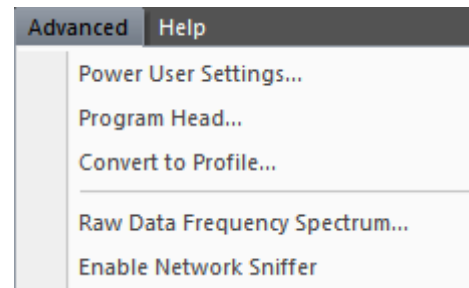 Advanced Help
Power User Settings...
Program Head...
Convert to Profile...
Raw Data Frequency Spectrum...
Enable Network Sniffer